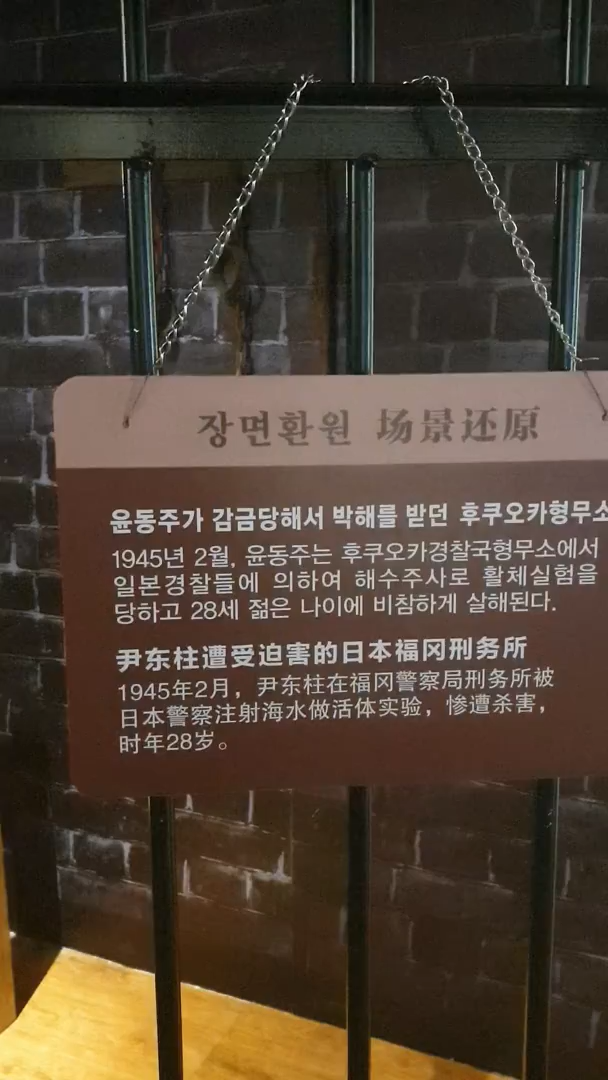 장면환원 场景还原
윤동주가 감금당해서 박해를 받던 후쿠오카형무소
1945년 2월, 윤동주는 후쿠오카경찰국형무소에서
일본경찰들에 의하여 해수주사로 활체실험을
당하고 28세 젊은 나이에 비참하게 살해된다.
尹东柱遭受迫害的日本福冈刑务所
1945年2月，尹东柱在福冈警察局刑务所被
日本警察注射海水做活体实验，惨遭杀害，
时年28岁。